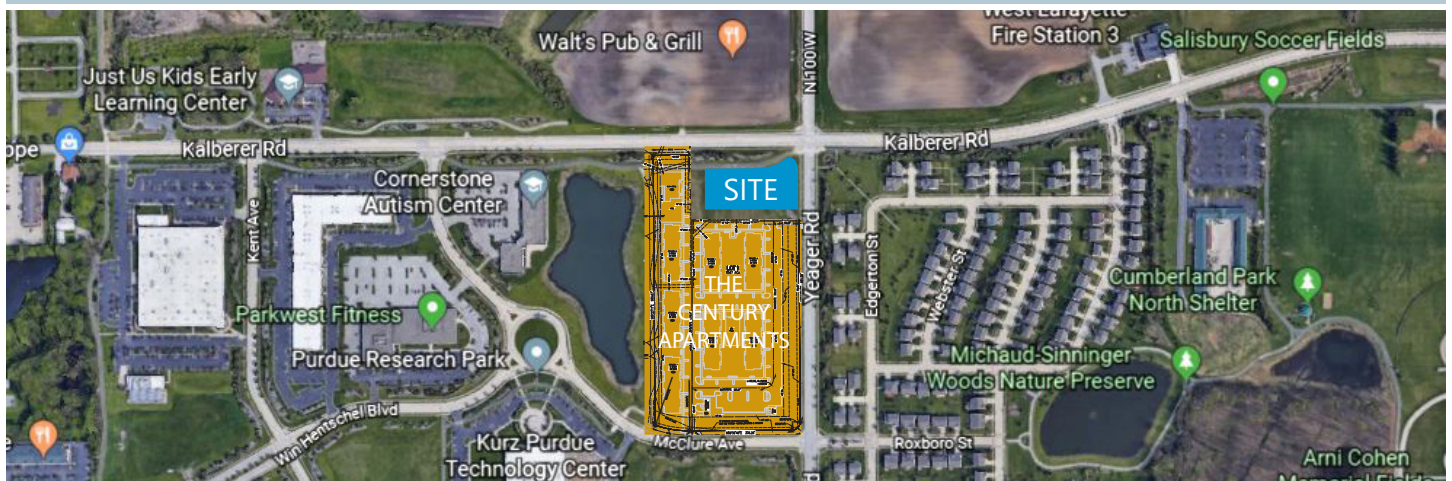 West Lafayette
Fire Station 3
Walt's Pub & Grill
N 100 W
Salisbury Soccer Fields
Just Us Kids Early
Learning Center
ope
Kalberer Rd
Kalberer Rd
Cornerstone
Autism Center
SITE
Kent Ave
Yeager Rd
Edgerton St
Webster St
Cumberland Park
North Shelter
THE
CENTURY
APARTMENTS
Parkwest Fitness
Purdue Research Park
Michaud-Sinninger
Woods Nature Preserve
Win Hentschel Blvd
McClure Ave
Roxboro St
Kurz Purdue
Technology Center
Arni Cohen
Memorial Fields